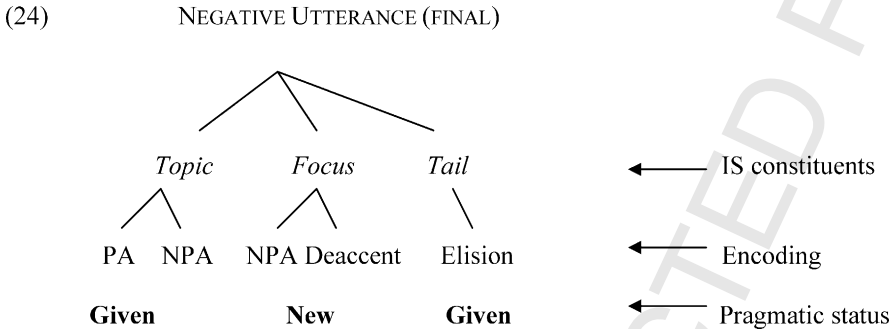 (24) NEGATIVE UTTERANCE (FINAL)
Topic Focus Tail IS constituents
PA NPA NPA Deaccent Elision Encoding
Given New Given Pragmatic status